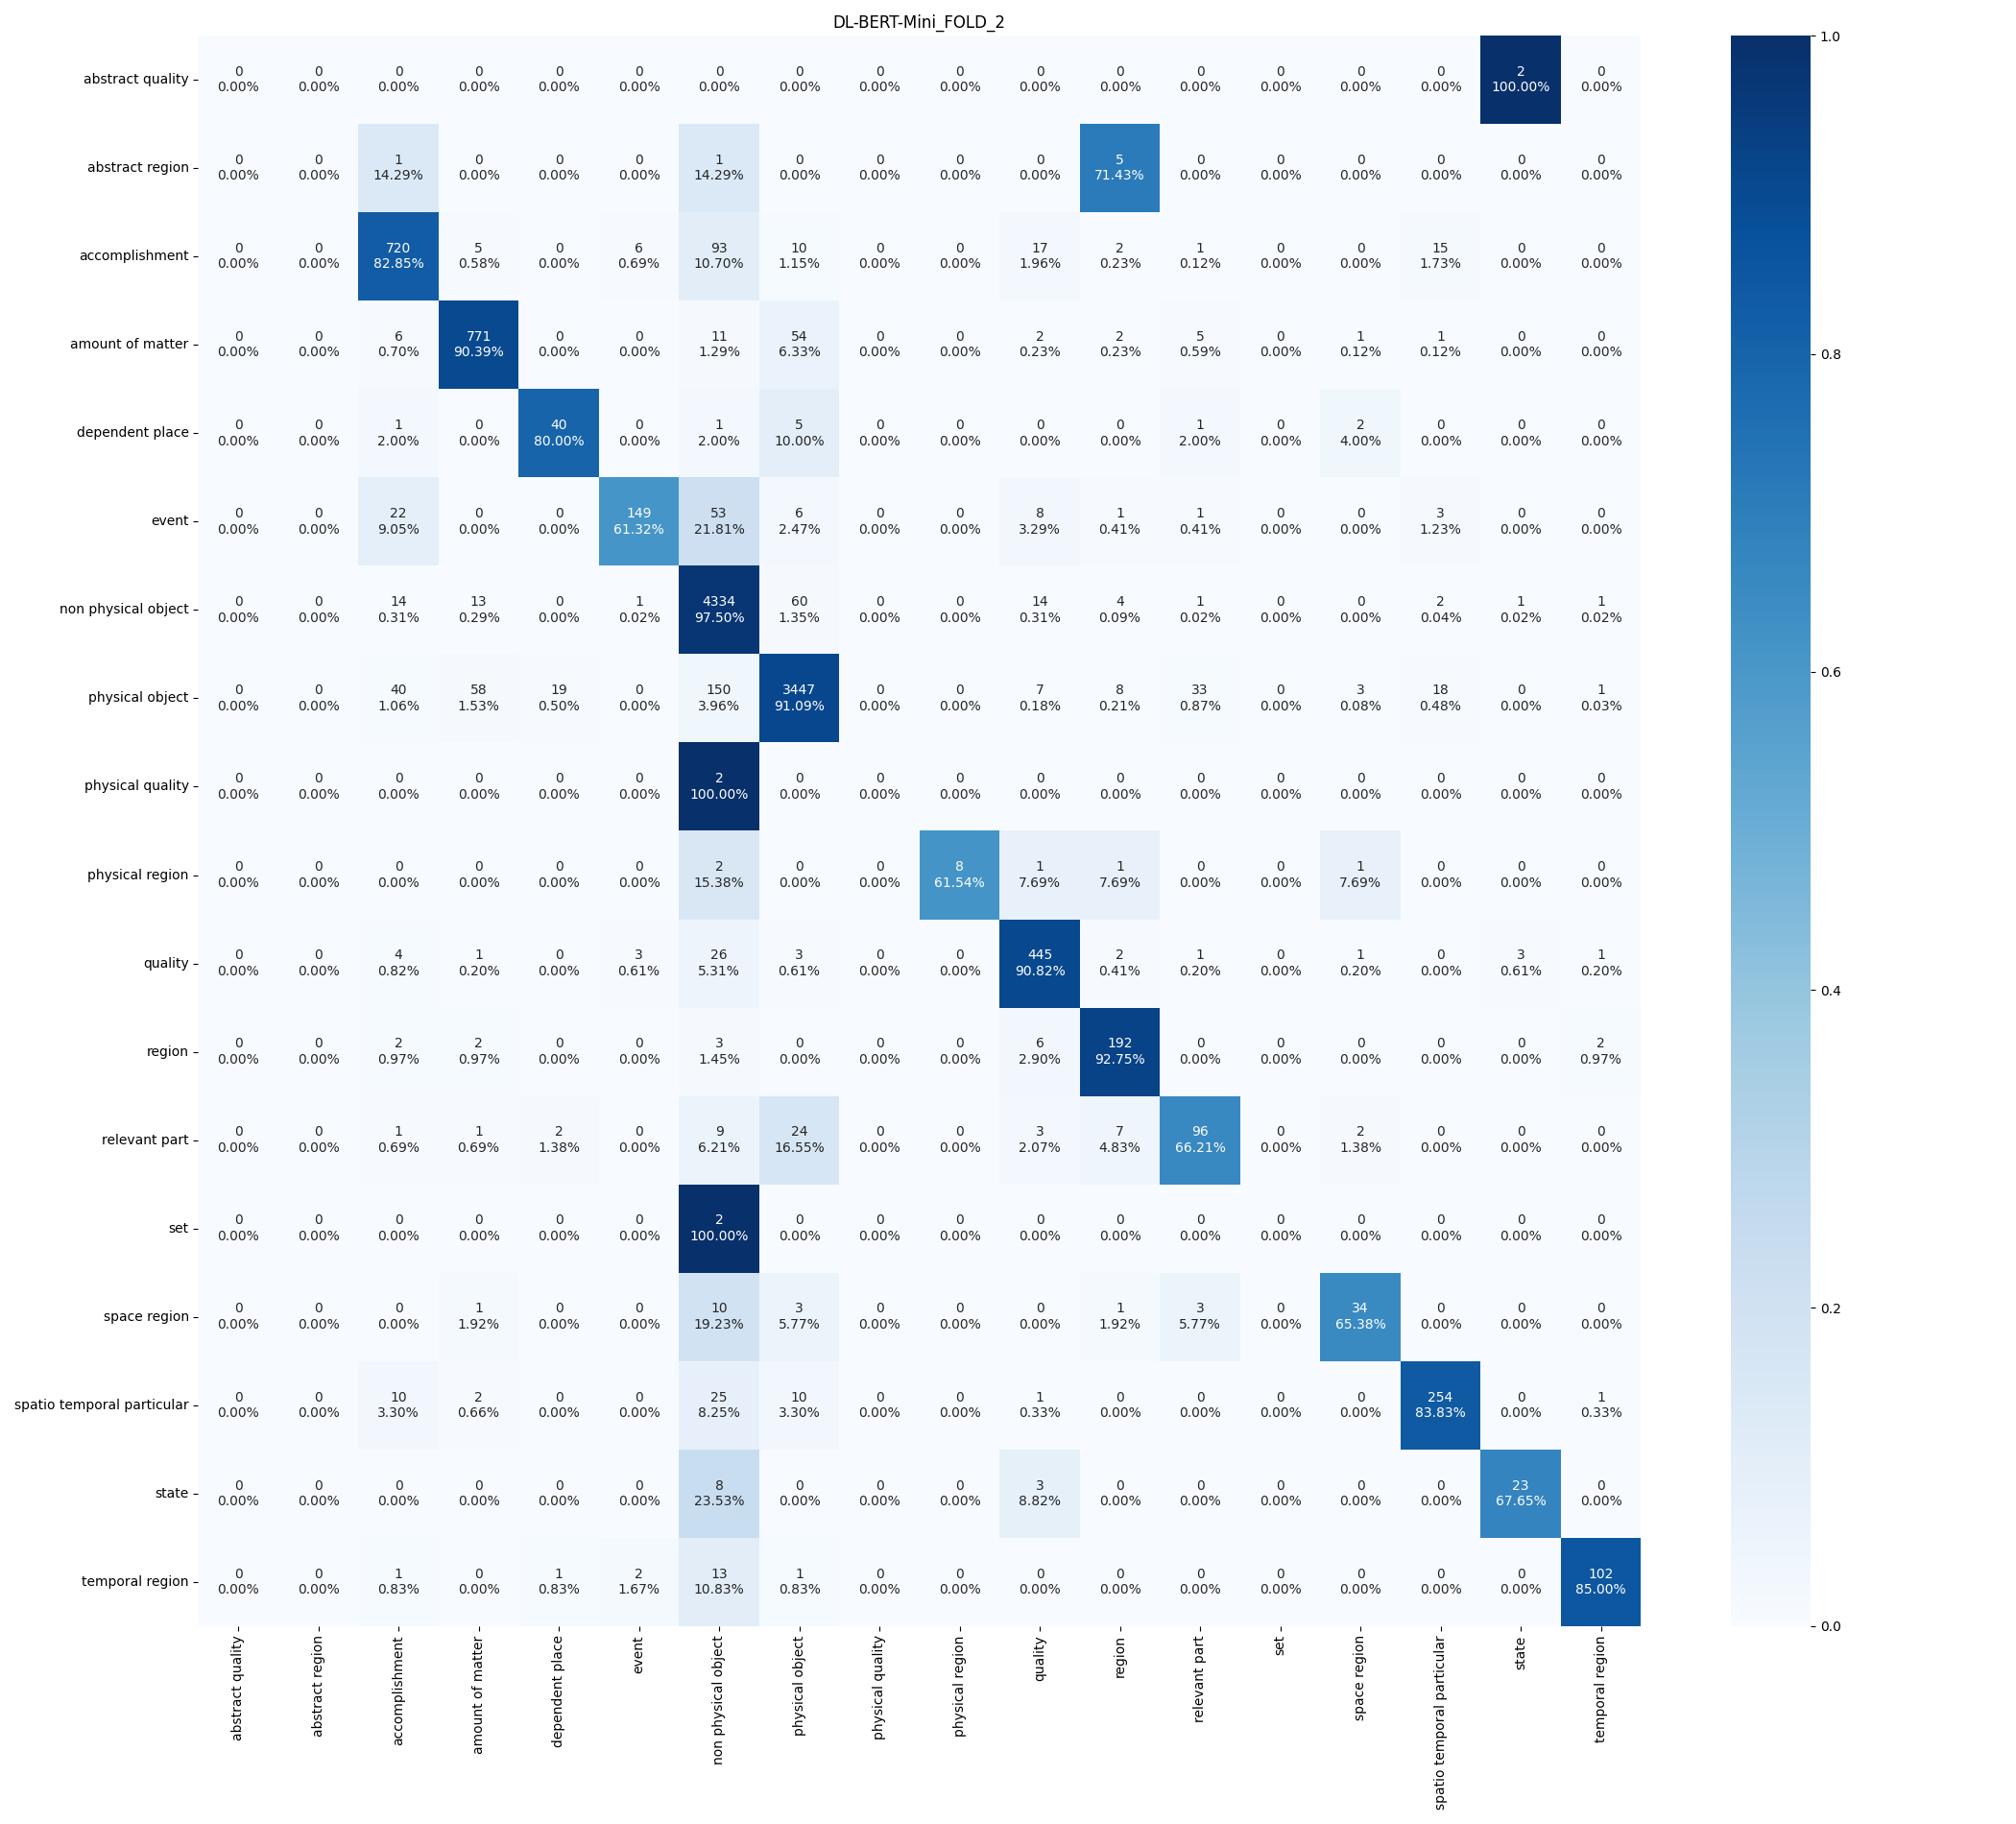 DL-BERT-Mini_FOLD_2
abstract quality 0 0 0 0 0 0 0 0 0 0 0 0 0 0 0 0 2 0
0.00% 0.00% 0.00% 0.00% 0.00% 0.00% 0.00% 0.00% 0.00% 0.00% 0.00% 0.00% 0.00% 0.00% 0.00% 0.00% 100.00% 0.00%
abstract region 0 0 1 0 0 0 1 0 0 0 0 5 0 0 0 0 0 0
0.00% 0.00% 14.29% 0.00% 0.00% 0.00% 14.29% 0.00% 0.00% 0.00% 0.00% 71.43% 0.00% 0.00% 0.00% 0.00% 0.00% 0.00%
accomplishment 0 0 720 5 0 6 93 10 0 0 17 2 1 0 0 15 0 0
0.00% 0.00% 82.85% 0.58% 0.00% 0.69% 10.70% 1.15% 0.00% 0.00% 1.96% 0.23% 0.12% 0.00% 0.00% 1.73% 0.00% 0.00%
amount of matter 0 0 6 771 0 0 11 54 0 0 2 2 5 0 1 1 0 0
0.00% 0.00% 0.70% 90.39% 0.00% 0.00% 1.29% 6.33% 0.00% 0.00% 0.23% 0.23% 0.59% 0.00% 0.12% 0.12% 0.00% 0.00%
dependent place 0 0 1 0 40 0 1 5 0 0 0 0 1 0 2 0 0 0
0.00% 0.00% 2.00% 0.00% 80.00% 0.00% 2.00% 10.00% 0.00% 0.00% 0.00% 0.00% 2.00% 0.00% 4.00% 0.00% 0.00% 0.00%
event 0 0 22 0 0 149 53 6 0 0 8 1 1 0 0 3 0 0
0.00% 0.00% 9.05% 0.00% 0.00% 61.32% 21.81% 2.47% 0.00% 0.00% 3.29% 0.41% 0.41% 0.00% 0.00% 1.23% 0.00% 0.00%
non physical object 0 0 14 13 0 1 4334 60 0 0 14 4 1 0 0 2 1 1
0.00% 0.00% 0.31% 0.29% 0.00% 0.02% 97.50% 1.35% 0.00% 0.00% 0.31% 0.09% 0.02% 0.00% 0.00% 0.04% 0.02% 0.02%
physical object 0 0 40 58 19 0 150 3447 0 0 7 8 33 0 3 18 0 1
0.00% 0.00% 1.06% 1.53% 0.50% 0.00% 3.96% 91.09% 0.00% 0.00% 0.18% 0.21% 0.87% 0.00% 0.08% 0.48% 0.00% 0.03%
physical quality 0 0 0 0 0 0 2 0 0 0 0 0 0 0 0 0 0 0
0.00% 0.00% 0.00% 0.00% 0.00% 0.00% 100.00% 0.00% 0.00% 0.00% 0.00% 0.00% 0.00% 0.00% 0.00% 0.00% 0.00% 0.00%
physical region 0 0 0 0 0 0 2 0 0 8 1 1 0 0 1 0 0 0
0.00% 0.00% 0.00% 0.00% 0.00% 0.00% 15.38% 0.00% 0.00% 61.54% 7.69% 7.69% 0.00% 0.00% 7.69% 0.00% 0.00% 0.00%
quality 0 0 4 1 0 3 26 3 0 0 445 2 1 0 1 0 3 1
0.00% 0.00% 0.82% 0.20% 0.00% 0.61% 5.31% 0.61% 0.00% 0.00% 90.82% 0.41% 0.20% 0.00% 0.20% 0.00% 0.61% 0.20%
region 0 0 2 2 0 0 3 0 0 0 6 192 0 0 0 0 0 2
0.00% 0.00% 0.97% 0.97% 0.00% 0.00% 1.45% 0.00% 0.00% 0.00% 2.90% 92.75% 0.00% 0.00% 0.00% 0.00% 0.00% 0.97%
relevant part 0 0 1 1 2 0 9 24 0 0 3 7 96 0 2 0 0 0
0.00% 0.00% 0.69% 0.69% 1.38% 0.00% 6.21% 16.55% 0.00% 0.00% 2.07% 4.83% 66.21% 0.00% 1.38% 0.00% 0.00% 0.00%
set 0 0 0 0 0 0 2 0 0 0 0 0 0 0 0 0 0 0
0.00% 0.00% 0.00% 0.00% 0.00% 0.00% 100.00% 0.00% 0.00% 0.00% 0.00% 0.00% 0.00% 0.00% 0.00% 0.00% 0.00% 0.00%
space region 0 0 0 1 0 0 10 3 0 0 0 1 3 0 34 0 0 0
0.00% 0.00% 0.00% 1.92% 0.00% 0.00% 19.23% 5.77% 0.00% 0.00% 0.00% 1.92% 5.77% 0.00% 65.38% 0.00% 0.00% 0.00%
spatio temporal particular 0 0 10 2 0 0 25 10 0 0 1 0 0 0 0 254 0 1
0.00% 0.00% 3.30% 0.66% 0.00% 0.00% 8.25% 3.30% 0.00% 0.00% 0.33% 0.00% 0.00% 0.00% 0.00% 83.83% 0.00% 0.33%
state 0 0 0 0 0 0 8 0 0 0 3 0 0 0 0 0 23 0
0.00% 0.00% 0.00% 0.00% 0.00% 0.00% 23.53% 0.00% 0.00% 0.00% 8.82% 0.00% 0.00% 0.00% 0.00% 0.00% 67.65% 0.00%
temporal region 0 0 1 0 1 2 13 1 0 0 0 0 0 0 0 0 0 102
0.00% 0.00% 0.83% 0.00% 0.83% 1.67% 10.83% 0.83% 0.00% 0.00% 0.00% 0.00% 0.00% 0.00% 0.00% 0.00% 0.00% 85.00%
abstract quality
abstract region
accomplishment
amount of matter
dependent place
event
non physical object
physical object
physical quality
physical region
quality
region
relevant part
set
space region
spatio temporal particular
state
temporal region
1.0
0.8
0.6
0.4
0.2
0.0